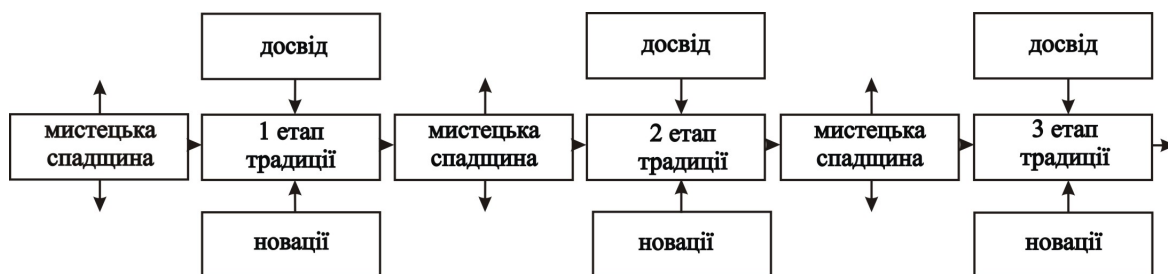 досвід
досвід
досвід
мистецька
спадщина
1 етап
традиції
мистецька
спадщина
2 етап
традиції
мистецька
спадщина
3 етап
традиції
новації
новації
новації